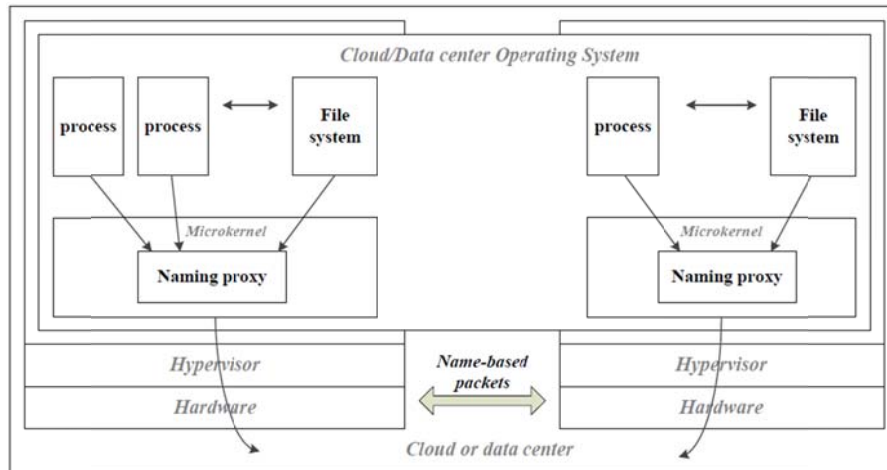 Cloud/Data center Operating System
process
process
File
system
process
File
system
Microkernel
Naming proxy
Microkernel
Naming proxy
Hypervisor
Name-based
packets
Hypervisor
Hardware
Hardware
Cloud or data center